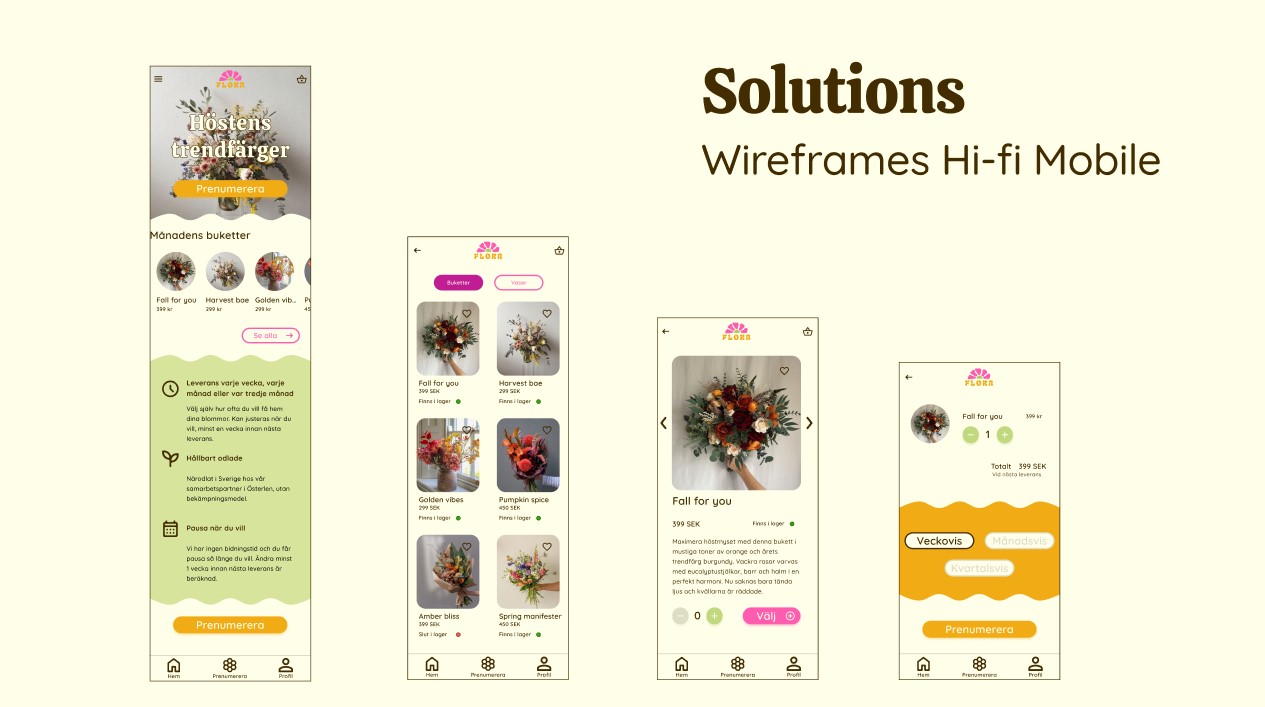 Solutions
Wireframes Hi-fi Mobile
FLORA
Höstens
trendfärger
Prenumerera
Månadens buketter
Fall for you
399 kr
Harvest bae
299 kr
Golden vib...
299 kr
Pu
45
Se alla
Leverans varje vecka, varje
månad eller var tredje månad
Välj själv hur ofta du vill få hem
dina blommor. Kan justeras när du
vill, minst en vecka innan nästa
leverans.
Hållbart odlade
Närodlat i Sverige hos vår
samarbetspartner i Österlen, utan
bekämpningsmedel.
Pausa när du vill
Vi har ingen bidningstid och du får
pausa så länge du vill. Ändra minst
1 vecka innan nästa leverans är
beräknad.
Prenumerera
Hem
Prenumerera
Profil
FLORA
Buketter
Vaser
Fall for you
399 SEK
Finns i lager
Harvest bae
299 SEK
Finns i lager
Golden vibes
299 SEK
Finns i lager
Pumpkin spice
450 SEK
Finns i lager
Amber bliss
399 SEK
Slut i lager
Spring manifester
450 SEK
Finns i lager
Hem
Prenumerera
Profil
FLORA
Fall for you
399 SEK
Finns i lager
Maximera höstmyset med denna bukett i
mustiga toner av orange och årets
trendfärg burgundy. Vackra rosor varvas
med eucalyptustjälkar, barr och halm i en
perfekt harmoni. Nu saknas bara tända
ljus och kvällarna är räddade.
0
Välj
Hem
Prenumerera
Profil
FLORA
Fall for you
399 kr
1
Totalt 399 SEK
Vid nästa leverans
Veckovis
Månadsvis
Kvartalsvis
Prenumerera
Hem
Prenumerera
Profil